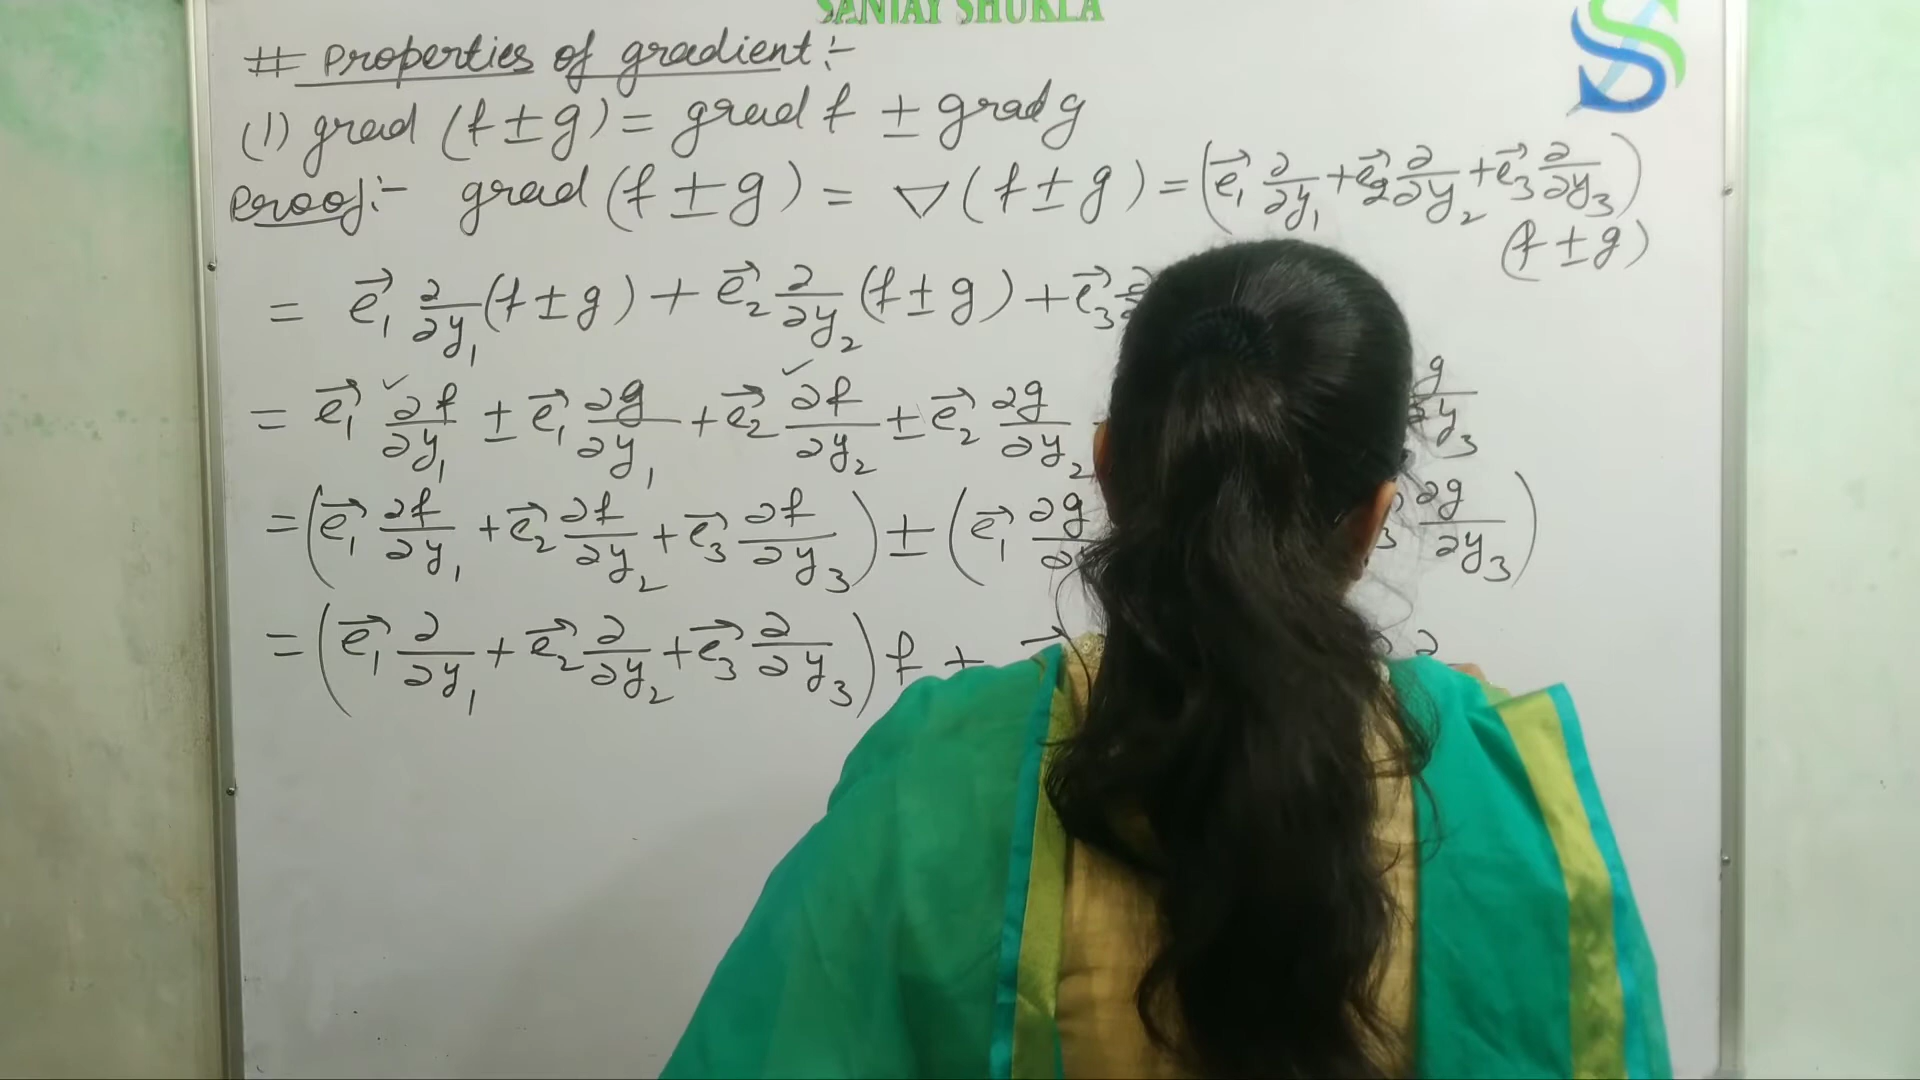 SANJAY SHUKLA
# Properties of gradient :-
(1) grad (f ± g) = grad f ± grad g
Proof :- grad (f ± g) = ▽ (f ± g) = (e⃗₁ ∂/∂y₁ + e⃗₂ ∂/∂y₂ + e⃗₃ ∂/∂y₃)
(f ± g)
= e⃗₁ ∂/∂y₁ (f ± g) + e⃗₂ ∂/∂y₂ (f ± g) + e⃗₃ ∂
= e⃗₁ ∂f/∂y₁ ± e⃗₁ ∂g/∂y₁ + e⃗₂ ∂f/∂y₂ ± e⃗₂ ∂g/∂y₂ g/∂y₃
= (e⃗₁ ∂f/∂y₁ + e⃗₂ ∂f/∂y₂ + e⃗₃ ∂f/∂y₃) ± (e⃗₁ ∂g/∂y ₃ ∂g/∂y₃)
= (e⃗₁ ∂/∂y₁ + e⃗₂ ∂/∂y₂ + e⃗₃ ∂/∂y₃) f ∂